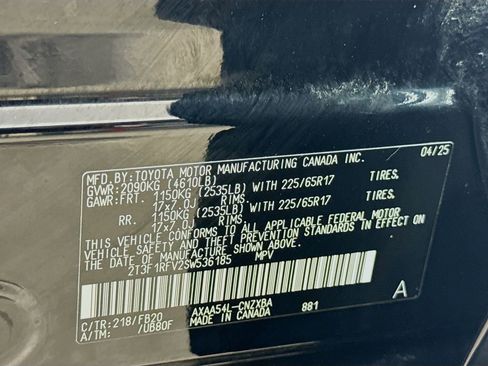 MFD. BY: TOYOTA MOTOR MANUFACTURING CANADA INC. 04/25
GVWR: 2090KG (4610LB)
GAWR: FRT. 1150KG (2535LB) WITH 225/65R17 TIRES.
17x7.0J RIMS.
RR. 1150KG (2535LB) WITH 225/65R17 TIRES.
17x7.0J RIMS.
THIS VEHICLE CONFORMS TO ALL APPLICABLE FEDERAL MOTOR
VEHICLE SAFETY AND BUMPER STANDARDS IN EFFECT ON
THE DATE OF MANUFACTURE SHOWN ABOVE.
2T3F1RFV2SW536185 MPV
AXAA54L-CNZXBA
MADE IN CANADA 881 A
C/TR: 218/FB20
A/TM: /UB80F